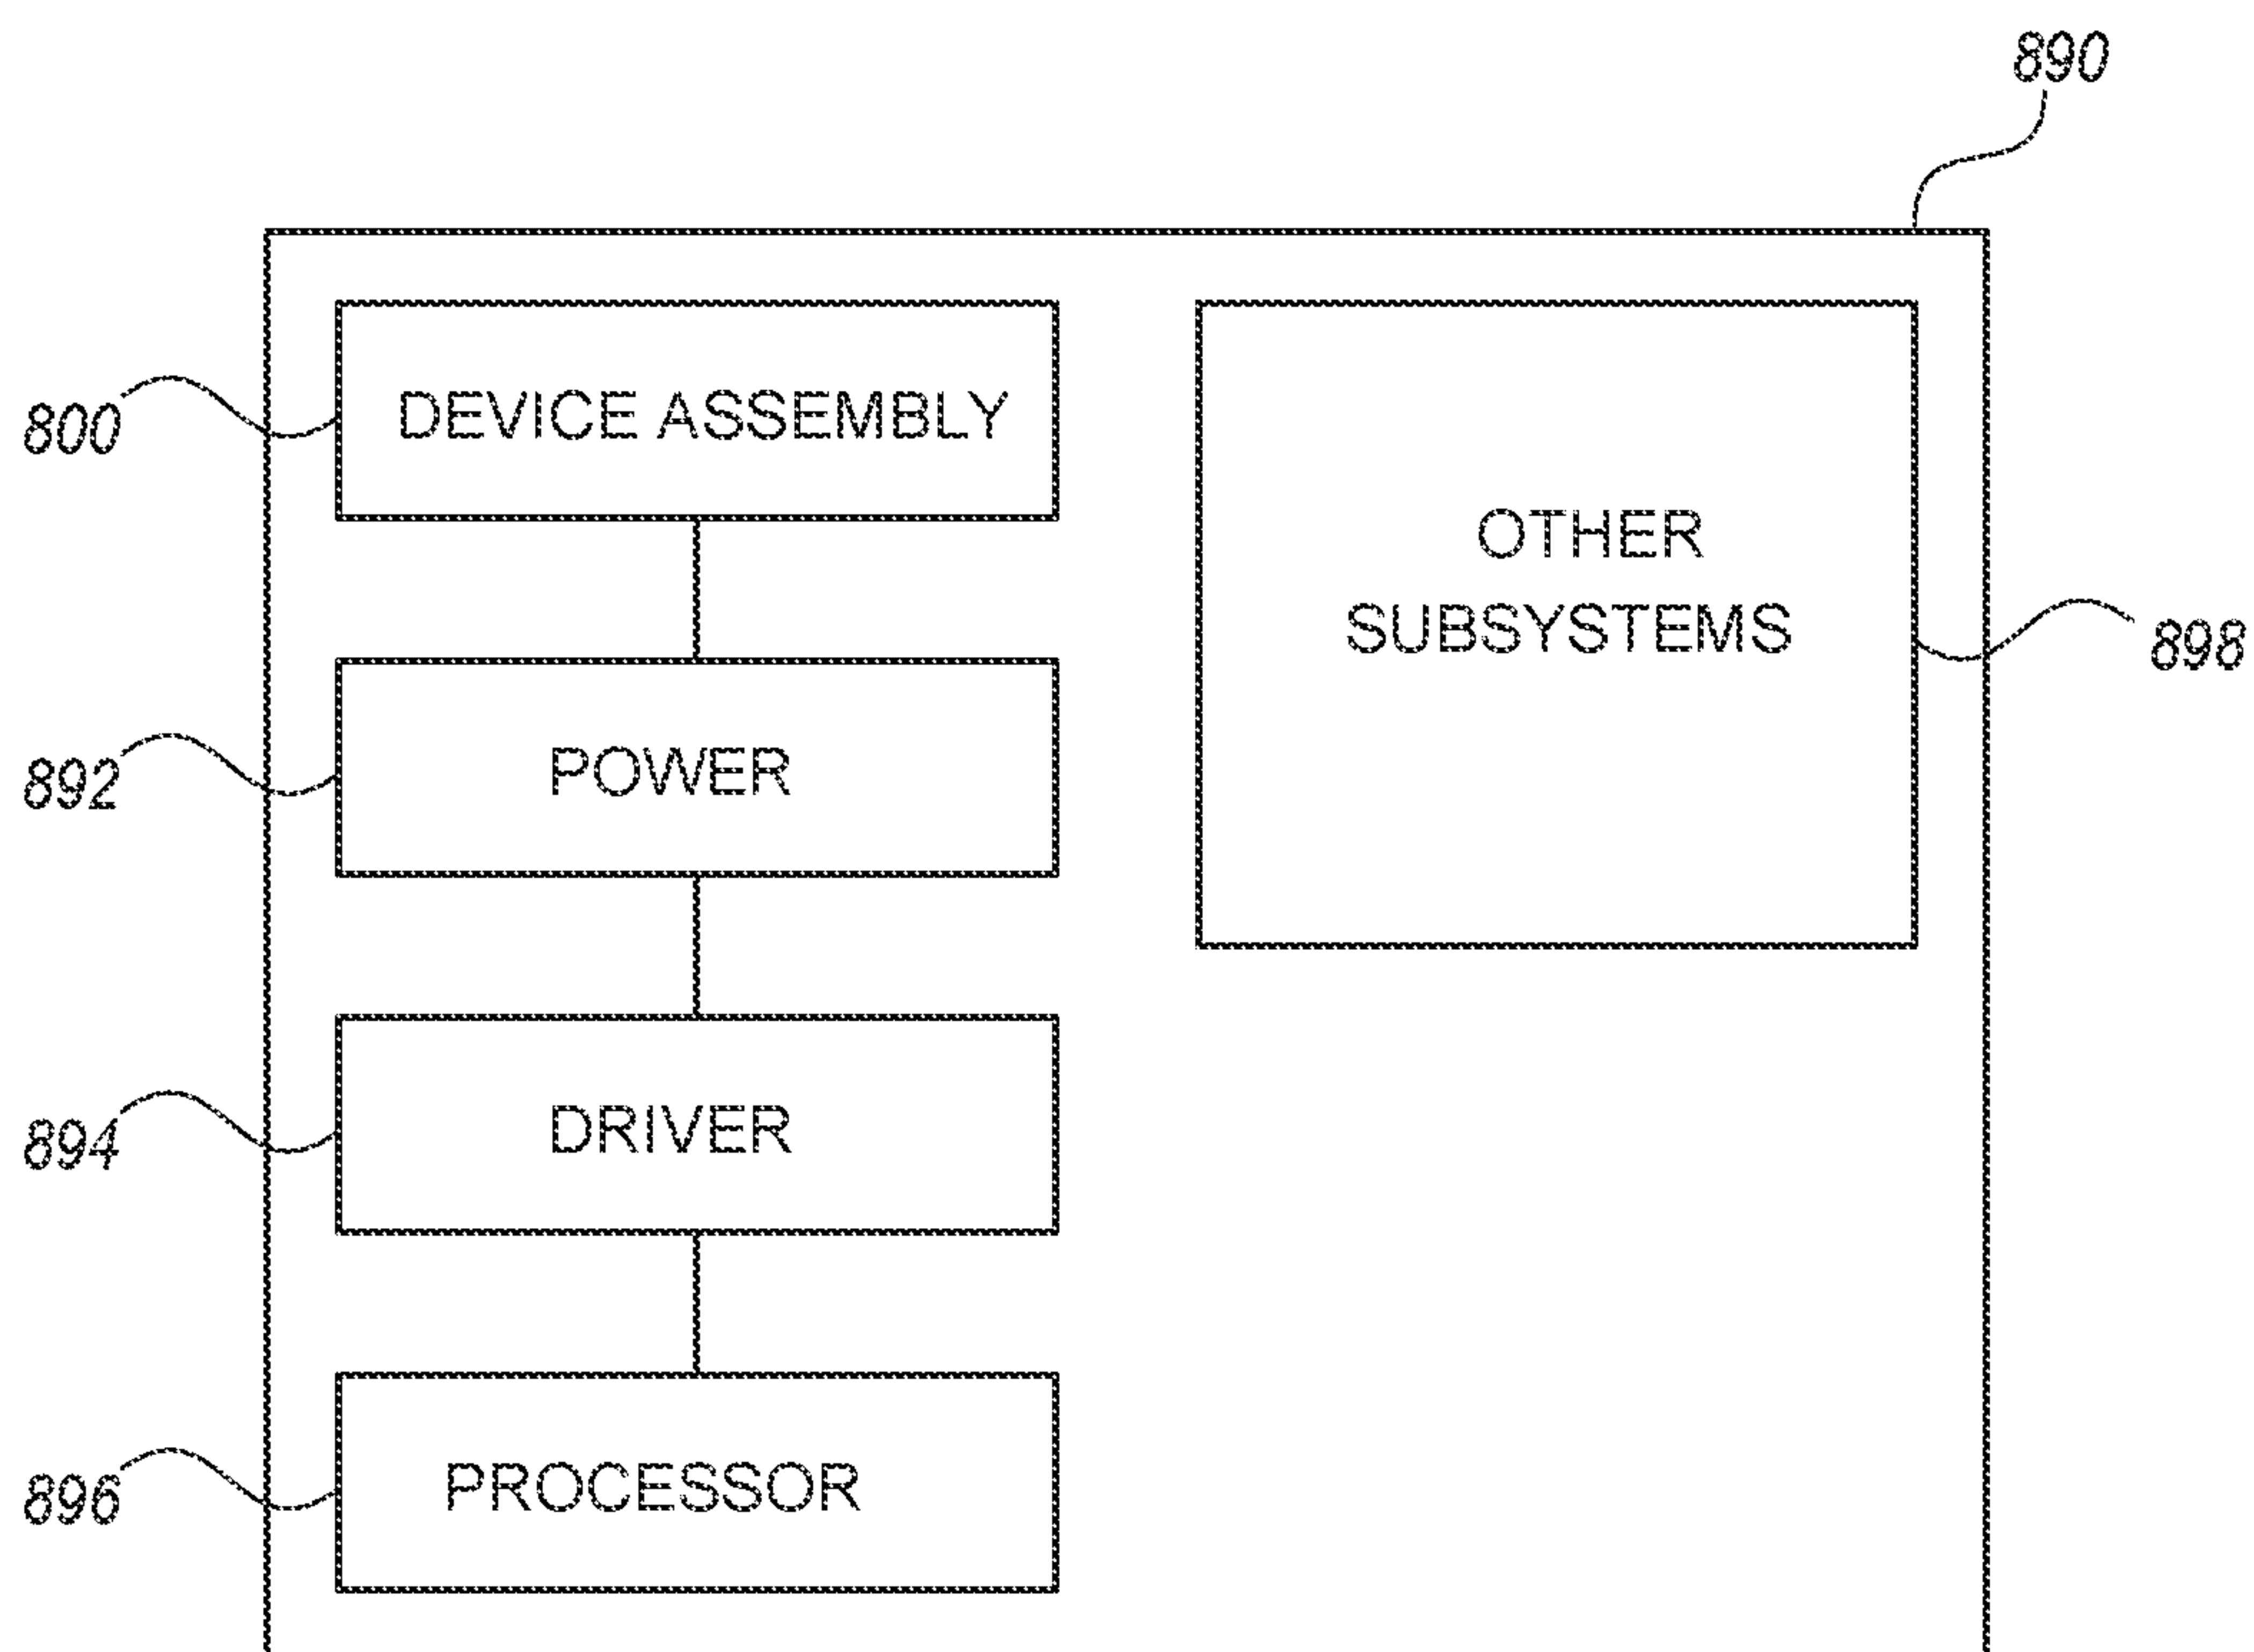 890
800
DEVICE ASSEMBLY
OTHER
SUBSYSTEMS
898
892
POWER
894
DRIVER
896
PROCESSOR